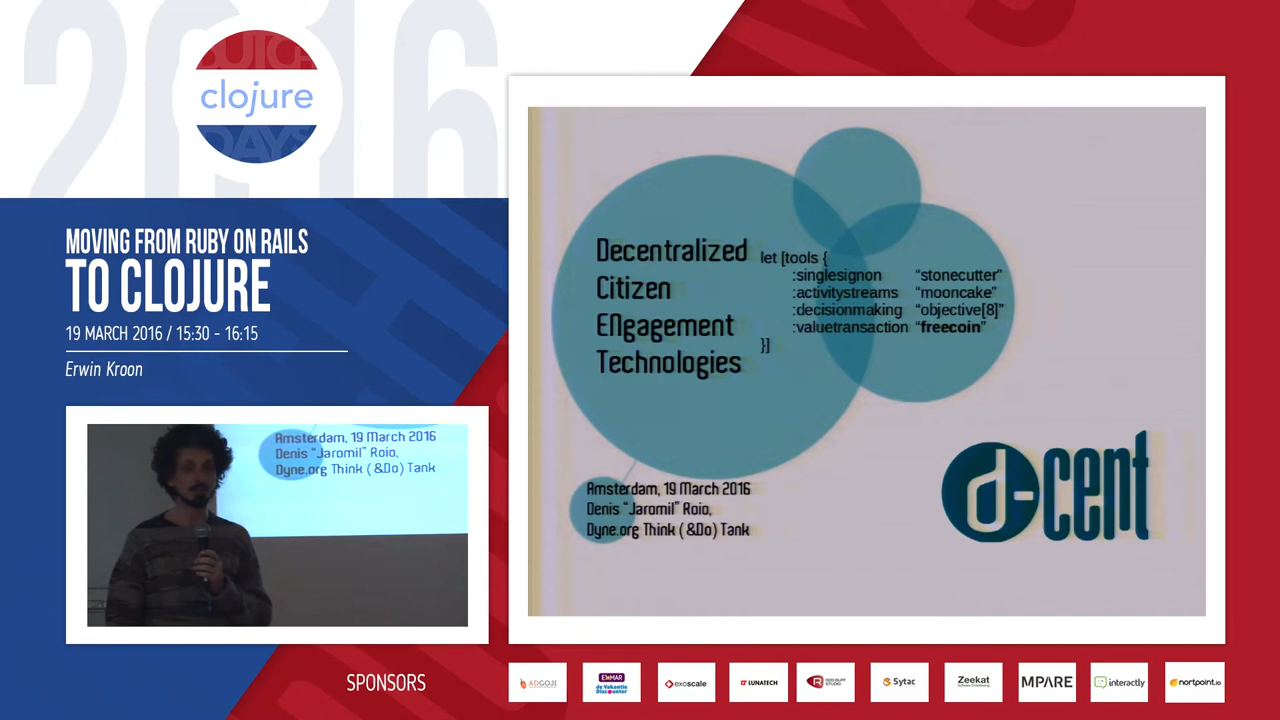 2016
DUTCH
clojure
DAYS
MOVING FROM RUBY ON RAILS
TO CLOJURE
19 MARCH 2016 / 15:30 - 16:15
Erwin Kroon
Amsterdam, 19 March 2016
Denis “Jaromil” Roio,
Dyne.org Think (&Do) Tank
Decentralized
Citizen
ENgagement
Technologies
let [tools {
:singlesignon “stonecutter”
:activitystreams “mooncake”
:decisionmaking “objective[8]”
:valuetransaction “freecoin”
}]
Amsterdam, 19 March 2016
Denis “Jaromil” Roio,
Dyne.org Think (&Do) Tank
d-cent
SPONSORS
ADGOJI
ElmAR
de Vakantie
Discounter
exoscale
LUNATECH
STUDIO
Sytac
Zeekat
MPARE
interactly
nortpoint.io